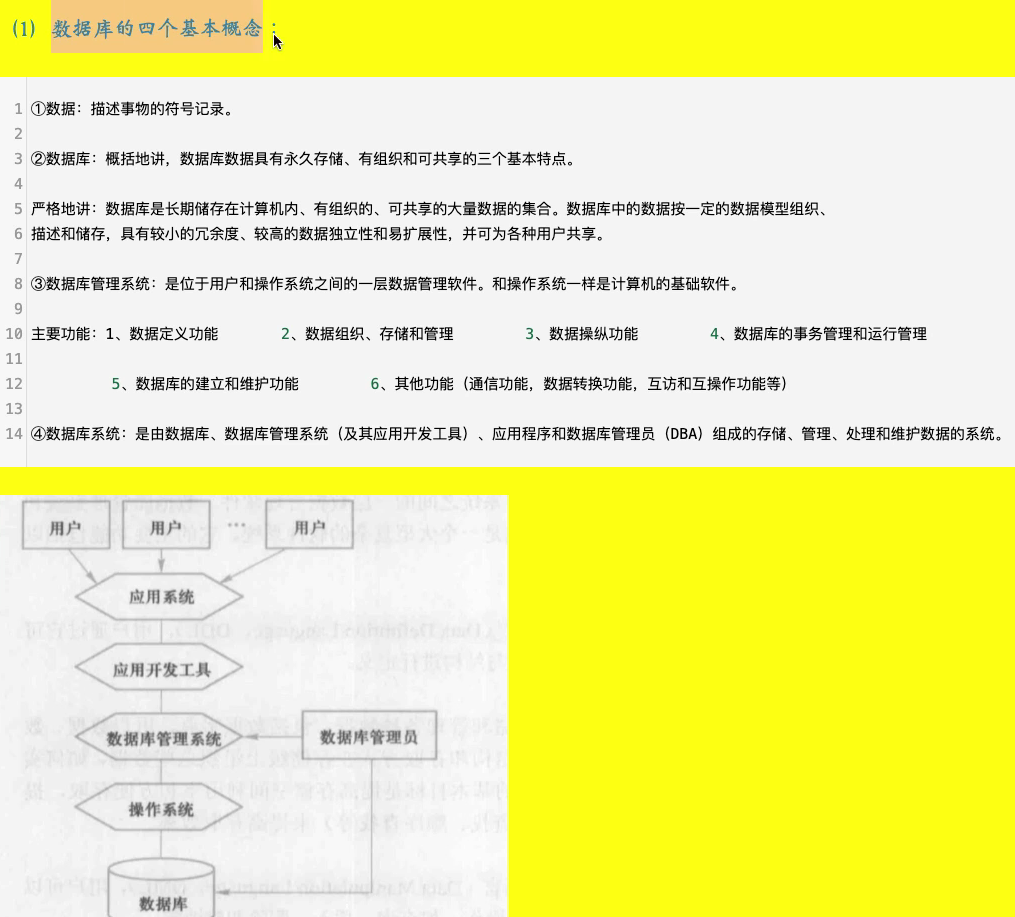 (1) 数据库的四个基本概念：
1 ①数据：描述事物的符号记录。
2
3 ②数据库：概括地讲，数据库数据具有永久存储、有组织和可共享的三个基本特点。
4
5 严格地讲：数据库是长期储存在计算机内、有组织的、可共享的大量数据的集合。数据库中的数据按一定的数据模型组织、
6 描述和储存，具有较小的冗余度、较高的数据独立性和易扩展性，并可为各种用户共享。
7
8 ③数据库管理系统：是位于用户和操作系统之间的一层数据管理软件。和操作系统一样是计算机的基础软件。
9
10 主要功能：1、数据定义功能 2、数据组织、存储和管理 3、数据操纵功能 4、数据库的事务管理和运行管理
11
12 5、数据库的建立和维护功能 6、其他功能（通信功能，数据转换功能，互访和互操作功能等）
13
14 ④数据库系统：是由数据库、数据库管理系统（及其应用开发工具）、应用程序和数据库管理员（DBA）组成的存储、管理、处理和维护数据的系统。
用户 用户 … 用户
应用系统
应用开发工具
数据库管理系统 数据库管理员
操作系统
数据库